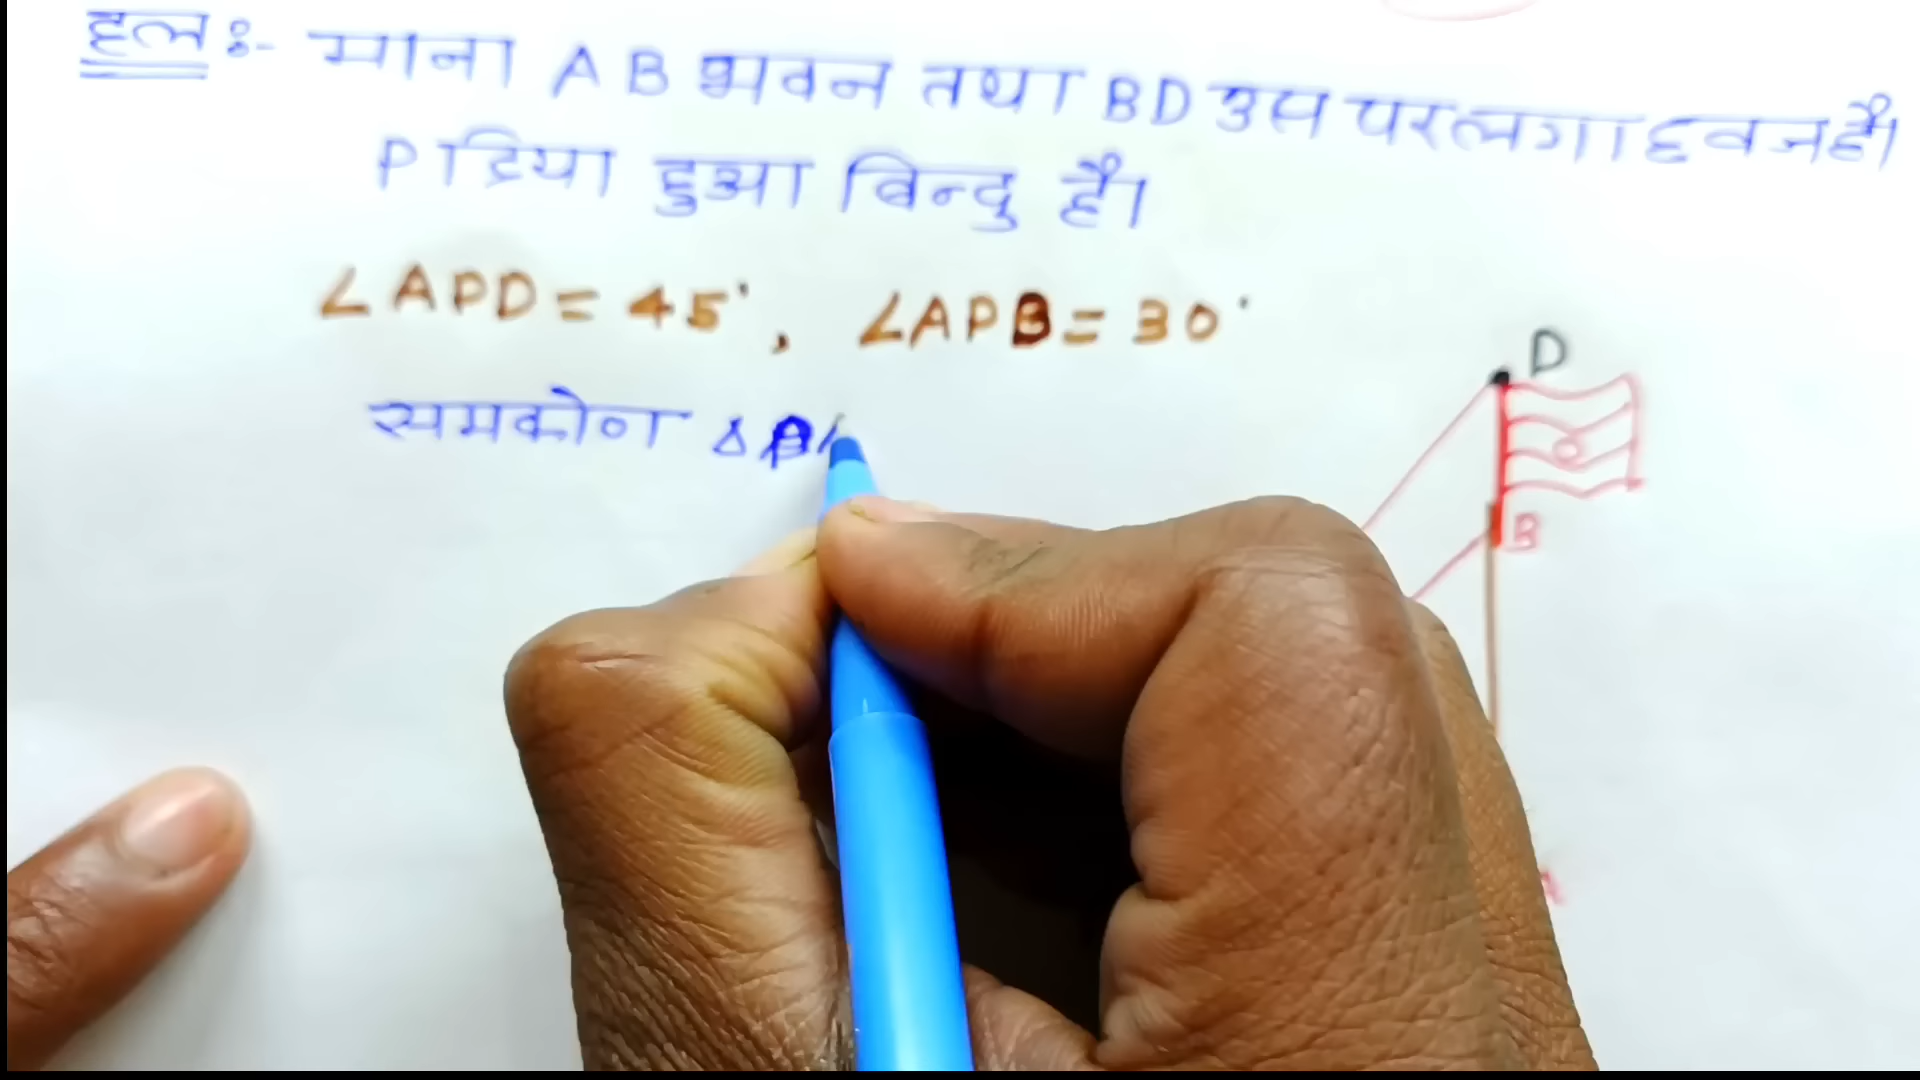 हल :- माना AB भवन तथा BD उस पर लगा ध्वज है।
P दिया हुआ बिन्दु है।
∠APD = 45°, ∠APB = 30°
समकोण Δ
D
B
A